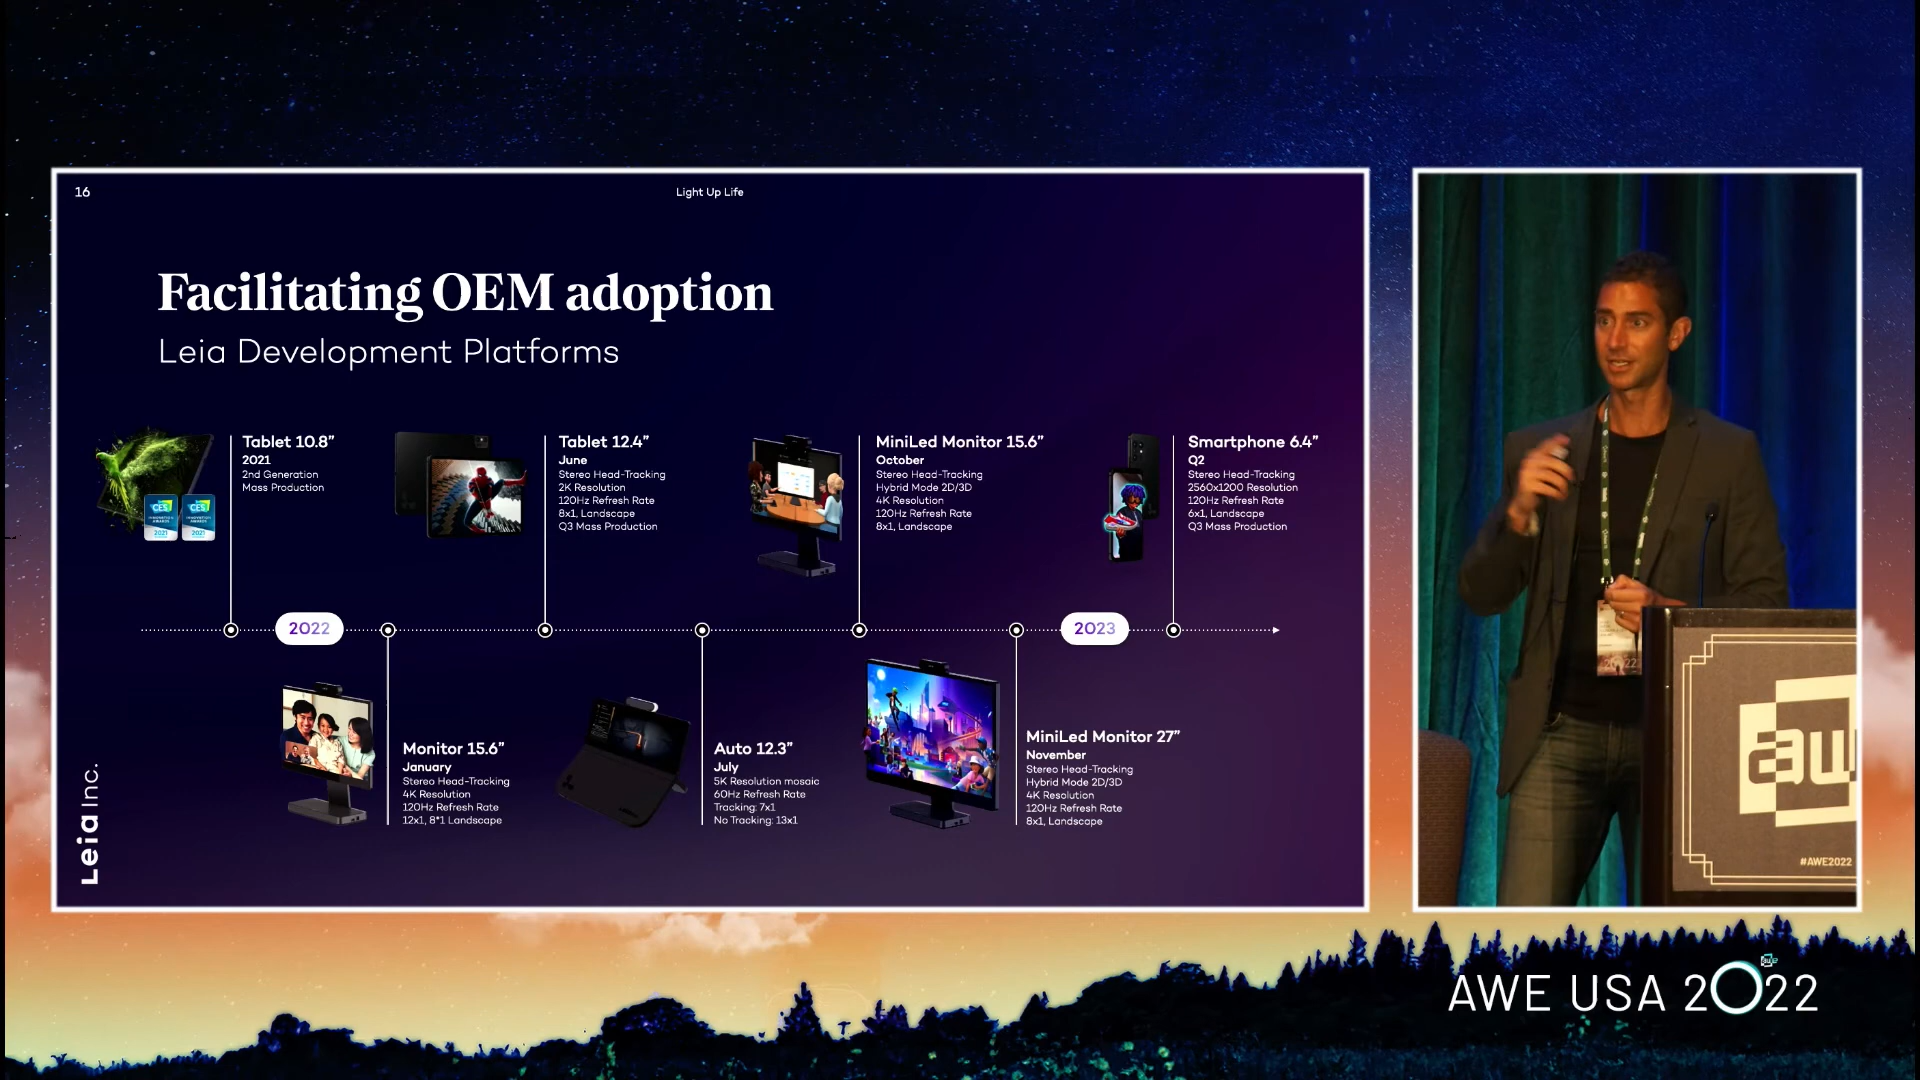 16
Light Up Life
Facilitating OEM adoption
Leia Development Platforms
Tablet 10.8”
2021
2nd Generation
Mass Production
CES
2021
CES
2021
Tablet 12.4”
June
Stereo Head-Tracking
2K Resolution
120Hz Refresh Rate
8x1, Landscape
Q3 Mass Production
MiniLed Monitor 15.6”
October
Stereo Head-Tracking
Hybrid Mode 2D/3D
4K Resolution
120Hz Refresh Rate
8x1, Landscape
Smartphone 6.4”
Q2
Stereo Head-Tracking
2560x1200 Resolution
120Hz Refresh Rate
6x1, Landscape
Q3 Mass Production
2022
2023
Monitor 15.6”
January
Stereo Head-Tracking
4K Resolution
120Hz Refresh Rate
12x1, 8*1 Landscape
Auto 12.3”
July
5K Resolution mosaic
60Hz Refresh Rate
Tracking: 7x1
No Tracking: 13x1
MiniLed Monitor 27”
November
Stereo Head-Tracking
Hybrid Mode 2D/3D
4K Resolution
120Hz Refresh Rate
8x1, Landscape
Leia Inc.
aw
#AWE2022
AWE USA 2022